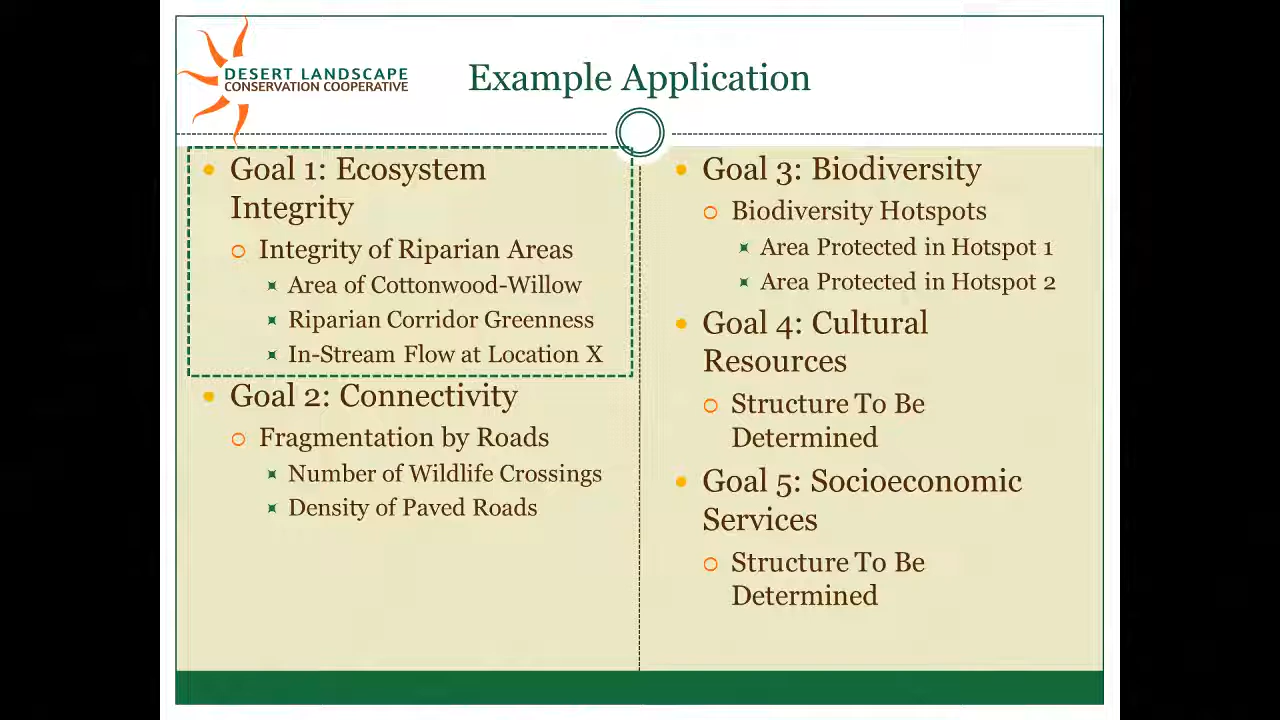 DESERT LANDSCAPE
CONSERVATION COOPERATIVE
Example Application
Goal 1: Ecosystem
Integrity
Integrity of Riparian Areas
Area of Cottonwood-Willow
Riparian Corridor Greenness
In-Stream Flow at Location X
Goal 2: Connectivity
Fragmentation by Roads
Number of Wildlife Crossings
Density of Paved Roads
Goal 3: Biodiversity
Biodiversity Hotspots
Area Protected in Hotspot 1
Area Protected in Hotspot 2
Goal 4: Cultural
Resources
Structure To Be
Determined
Goal 5: Socioeconomic
Services
Structure To Be
Determined